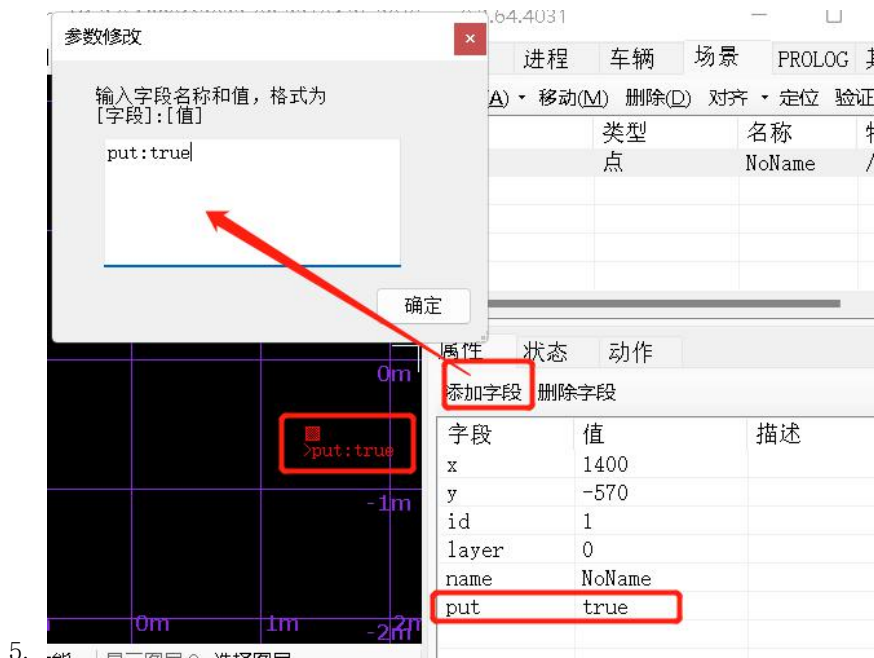 参数修改
64.4031
进程 车辆 场景 PROLOG
输入字段名称和值，格式为
[字段]:[值]
put:true
(A) 移动(M) 删除(D) 对齐 定位 验证
类型 名称
点 NoName /
确定
属性 状态 动作
添加字段 删除字段
0m
>put:true
-1m
0m 1m 2m
-2m
字段 值 描述
x 1400
y -570
id 1
layer 0
name NoName
put true
5.